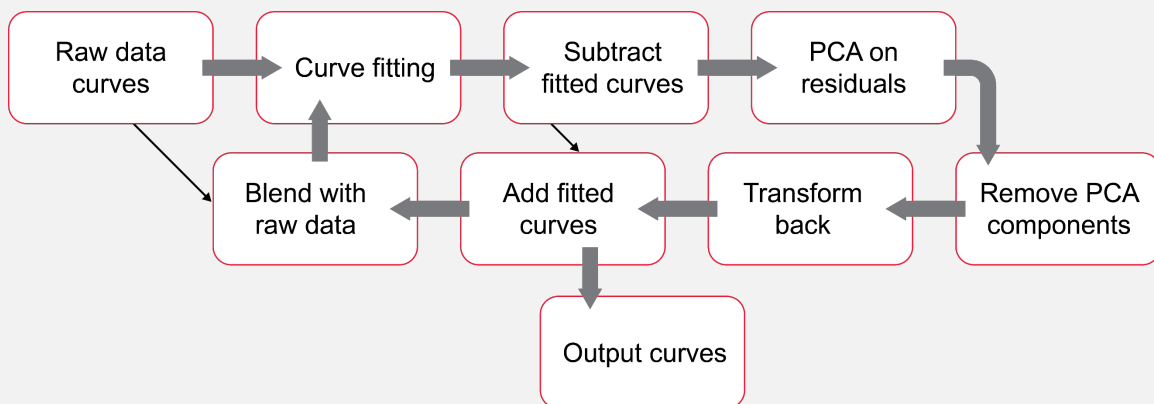 Raw data
curves
Curve fitting
Subtract
fitted curves
PCA on
residuals
Blend with
raw data
Add fitted
curves
Transform
back
Remove PCA
components
Output curves